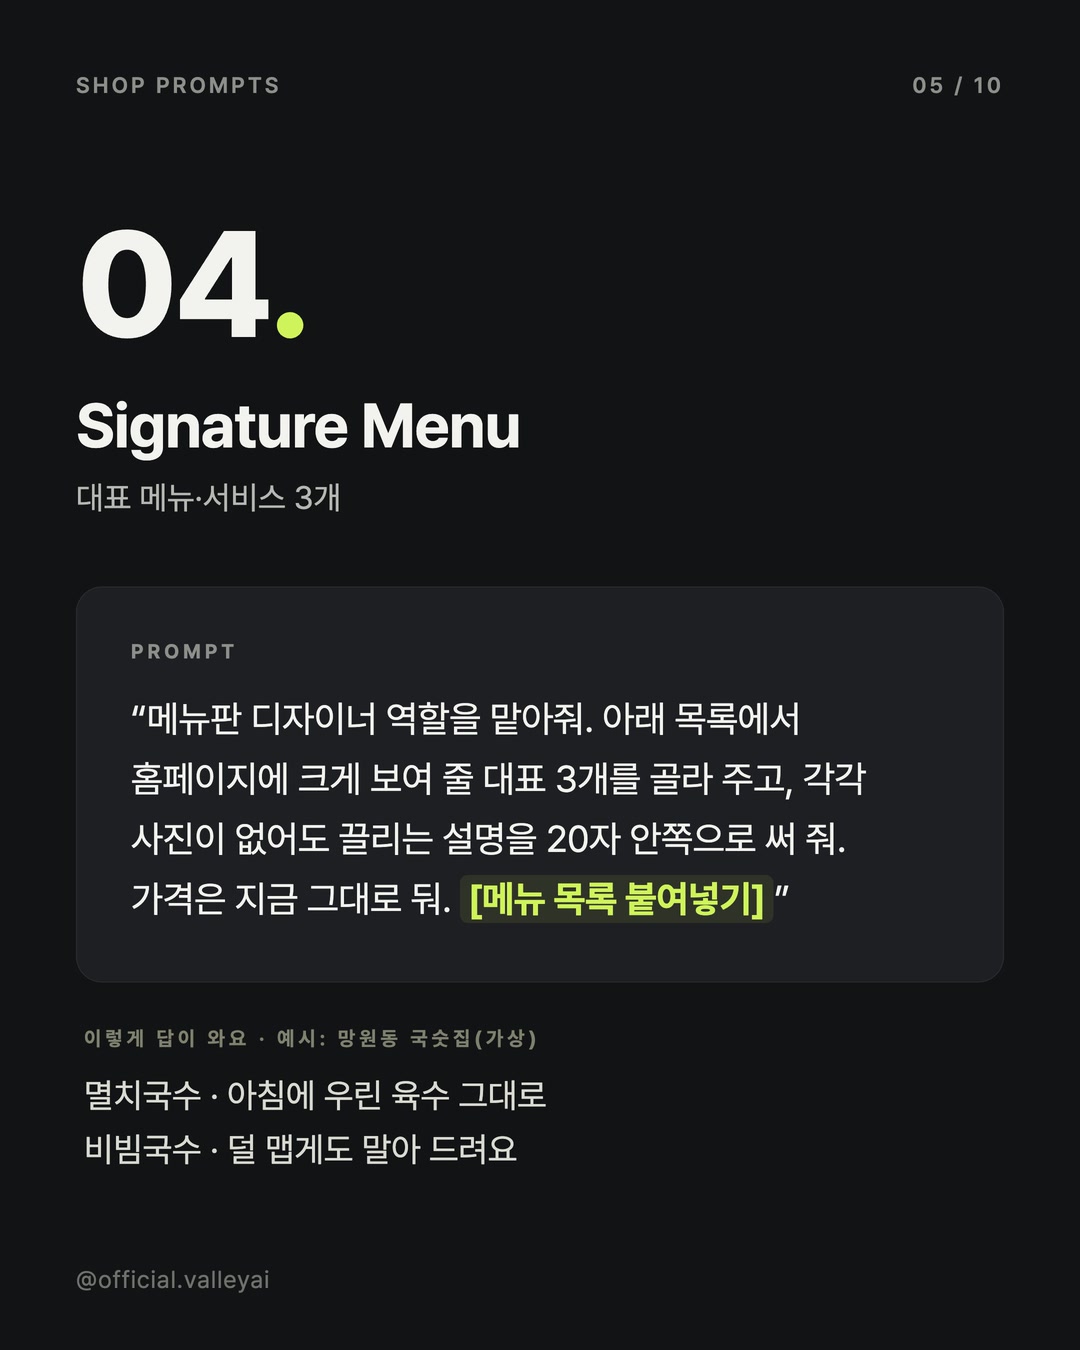 SHOP PROMPTS
05 / 10
04.
Signature Menu
대표 메뉴·서비스 3개
PROMPT
“메뉴판 디자이너 역할을 맡아줘. 아래 목록에서
홈페이지에 크게 보여 줄 대표 3개를 골라 주고, 각각
사진이 없어도 끌리는 설명을 20자 안쪽으로 써 줘.
가격은 지금 그대로 둬. [메뉴 목록 붙여넣기]”
이렇게 답이 와요 · 예시: 망원동 국숫집(가상)
멸치국수 · 아침에 우린 육수 그대로
비빔국수 · 덜 맵게도 말아 드려요
@official.valleyai